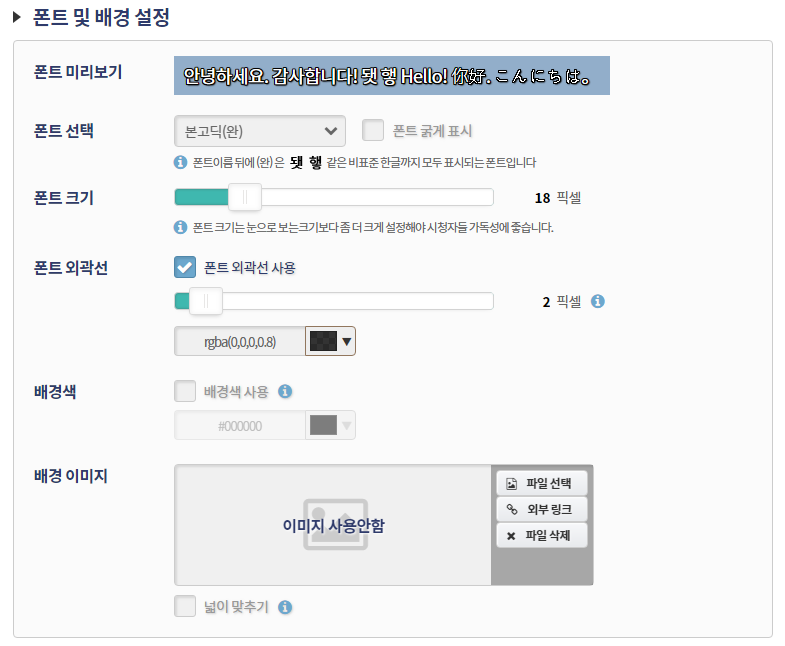 폰트 및 배경 설정
폰트 미리보기
안녕하세요. 감사합니다! 됏 햏 Hello! 你好. こんにちは。
폰트 선택
본고딕(완)
폰트 굵게 표시
폰트이름 뒤에 (완) 은 됏 햏 같은 비표준 한글까지 모두 표시되는 폰트입니다
폰트 크기
18 픽셀
폰트 크기는 눈으로 보는크기보다 좀 더 크게 설정해야 시청자들 가독성에 좋습니다.
폰트 외곽선
폰트 외곽선 사용
2 픽셀
rgba(0,0,0,0.8)
배경색
배경색 사용
#000000
배경 이미지
이미지 사용안함
파일 선택
외부 링크
파일 삭제
넓이 맞추기